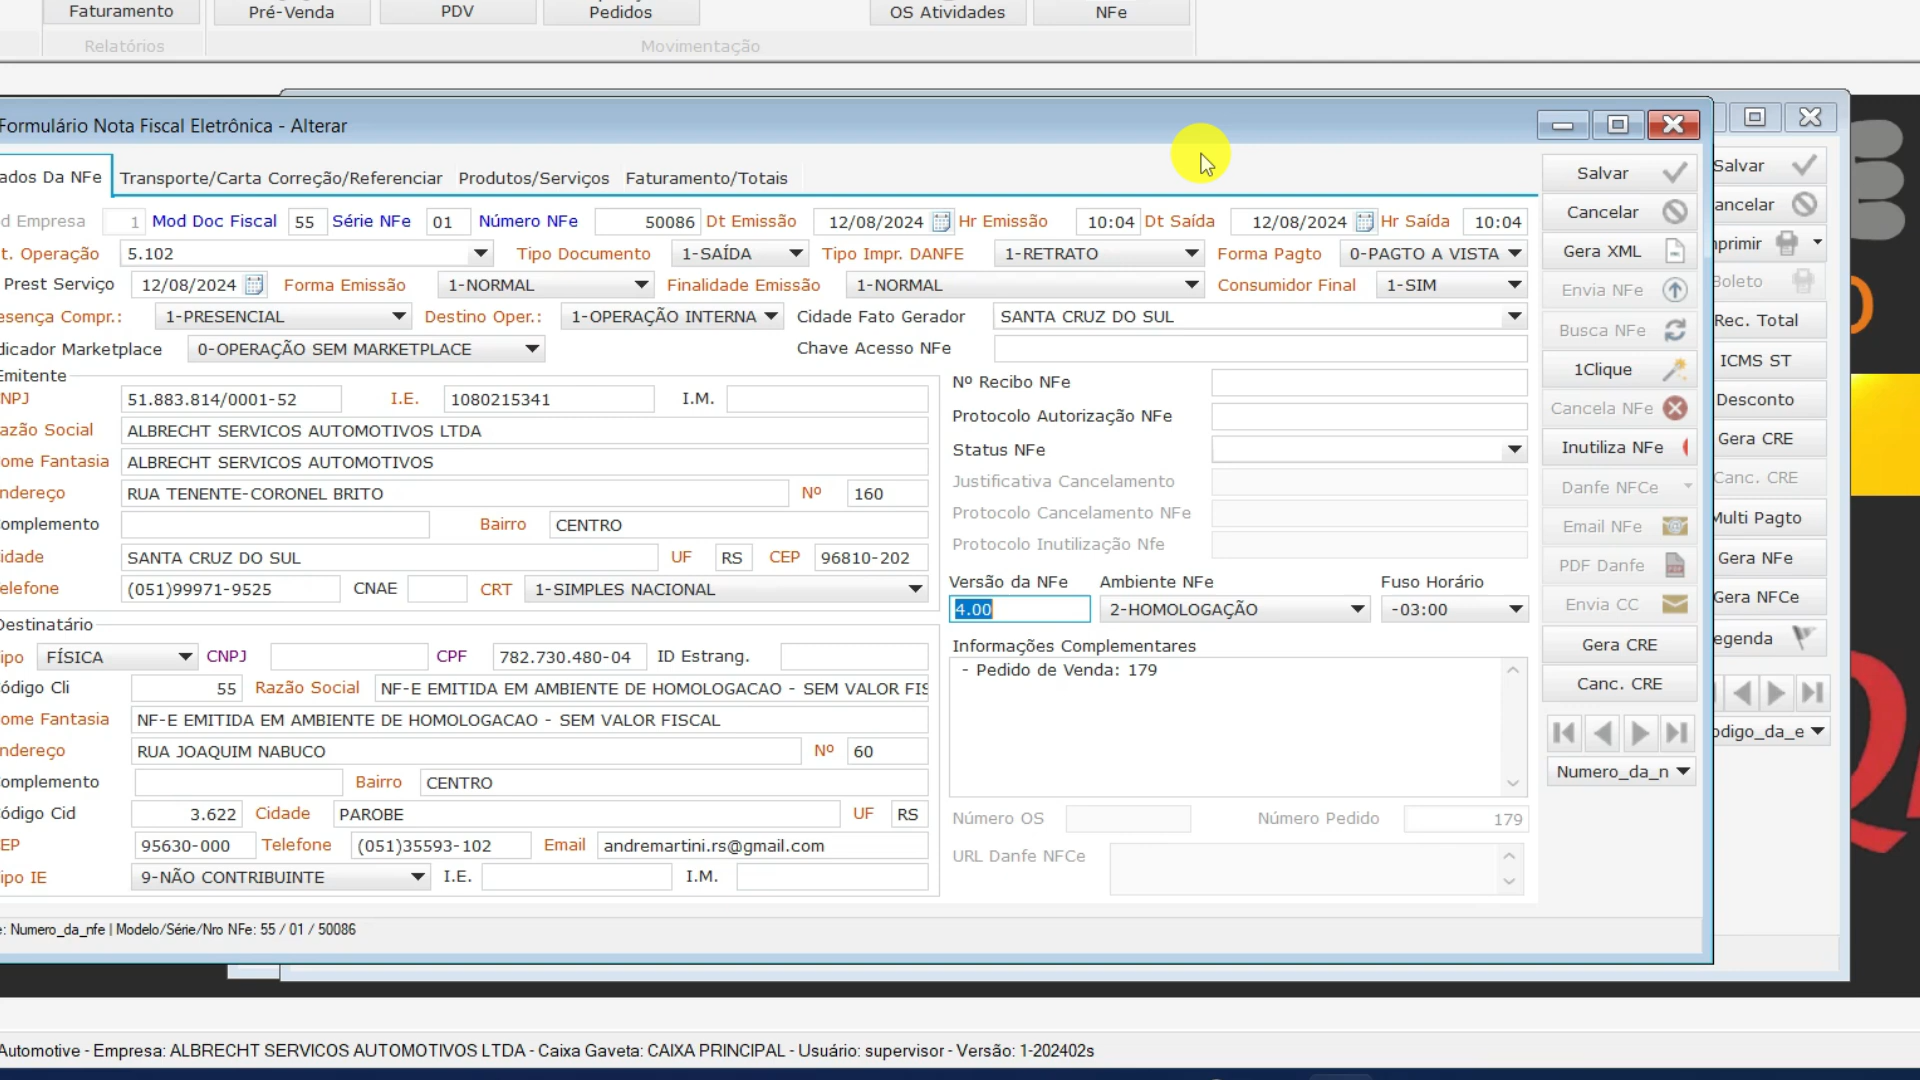 Faturamento Pré-Venda PDV Pedidos OS Atividades NFe
Relatórios Movimentação
Formulário Nota Fiscal Eletrônica - Alterar
ados Da NFe Transporte/Carta Correção/Referenciar Produtos/Serviços Faturamento/Totais
d Empresa 1 Mod Doc Fiscal 55 Série NFe 01 Número NFe 50086 Dt Emissão 12/08/2024 Hr Emissão 10:04 Dt Saída 12/08/2024 Hr Saída 10:04
t. Operação 5.102 Tipo Documento 1-SAÍDA Tipo Impr. DANFE 1-RETRATO Forma Pagto 0-PAGTO A VISTA
Prest Serviço 12/08/2024 Forma Emissão 1-NORMAL Finalidade Emissão 1-NORMAL Consumidor Final 1-SIM
esença Compr.: 1-PRESENCIAL Destino Oper.: 1-OPERAÇÃO INTERNA Cidade Fato Gerador SANTA CRUZ DO SUL
dicador Marketplace 0-OPERAÇÃO SEM MARKETPLACE Chave Acesso NFe
Emitente
NPJ 51.883.814/0001-52 I.E. 1080215341 I.M.
azão Social ALBRECHT SERVICOS AUTOMOTIVOS LTDA
ome Fantasia ALBRECHT SERVICOS AUTOMOTIVOS
ndereço RUA TENENTE-CORONEL BRITO Nº 160
omplemento Bairro CENTRO
idade SANTA CRUZ DO SUL UF RS CEP 96810-202
elefone (051)99971-9525 CNAE CRT 1-SIMPLES NACIONAL
Destinatário
ipo FÍSICA CNPJ CPF 782.730.480-04 ID Estrang.
ódigo Cli 55 Razão Social NF-E EMITIDA EM AMBIENTE DE HOMOLOGACAO - SEM VALOR FIS
ome Fantasia NF-E EMITIDA EM AMBIENTE DE HOMOLOGACAO - SEM VALOR FISCAL
ndereço RUA JOAQUIM NABUCO Nº 60
omplemento Bairro CENTRO
ódigo Cid 3.622 Cidade PAROBE UF RS
EP 95630-000 Telefone (051)35593-102 Email andremartini.rs@gmail.com
ipo IE 9-NÃO CONTRIBUINTE I.E. I.M.
Nº Recibo NFe
Protocolo Autorização NFe
Status NFe
Justificativa Cancelamento
Protocolo Cancelamento NFe
Protocolo Inutilização Nfe
Versão da NFe Ambiente NFe Fuso Horário
4.00 2-HOMOLOGAÇÃO -03:00
Informações Complementares
- Pedido de Venda: 179
Número OS Número Pedido 179
URL Danfe NFCe
Salvar
Cancelar
Gera XML
Envia NFe
Busca NFe
1Clique
Cancela NFe
Inutiliza NFe
Danfe NFCe
Email NFe
PDF Danfe
Envia CC
Gera CRE
Canc. CRE
Numero_da_n
Salvar
ancelar
nprimir
Boleto
Rec. Total
ICMS ST
Desconto
Gera CRE
Canc. CRE
Multi Pagto
Gera NFe
Gera NFCe
egenda
odigo_da_e
e: Numero_da_nfe | Modelo/Série/Nro NFe: 55 / 01 / 50086
Automotive - Empresa: ALBRECHT SERVICOS AUTOMOTIVOS LTDA - Caixa Gaveta: CAIXA PRINCIPAL - Usuário: supervisor - Versão: 1-202402s